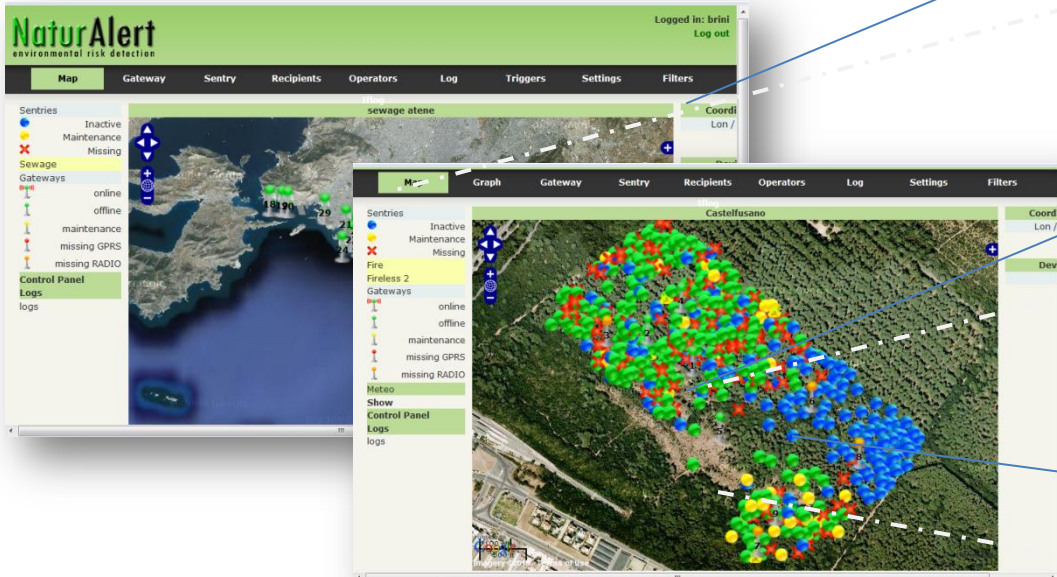 NaturAlert
environmental risk detection
Logged in: brini
Log out
Map Gateway Sentry Recipients Operators Log Triggers Settings Filters
sewage atene
Sentries
Inactive
Maintenance
Missing
Sewage
Gateways
online
offline
maintenance
missing GPRS
missing RADIO
Control Panel
Logs
logs
Coordi
Lon /
29
Map Graph Gateway Sentry Recipients Operators Log Settings Filters
Castelfusano
Sentries
Inactive
Maintenance
Missing
Fire
Fireless 2
Gateways
online
offline
maintenance
missing GPRS
missing RADIO
Meteo
Show
Control Panel
Logs
logs
Coord
Lon /
Dev